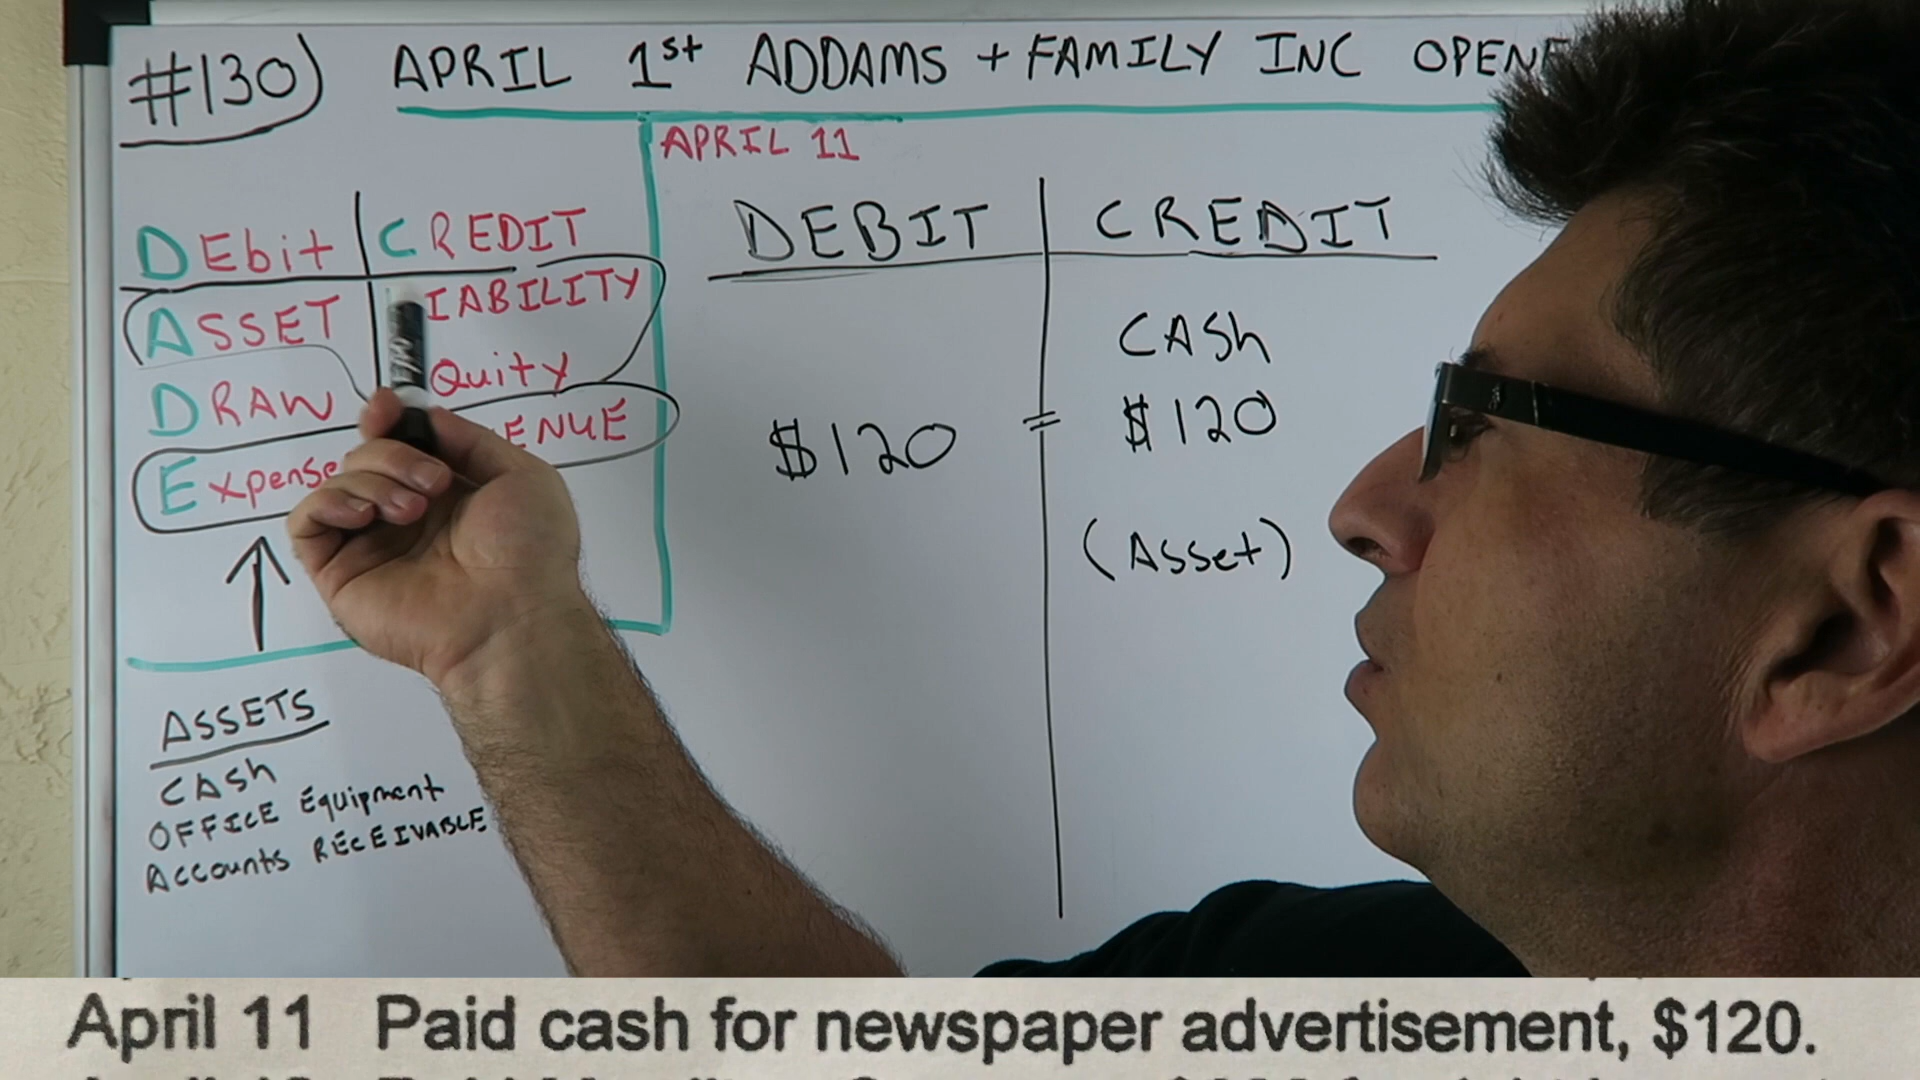 #130) APRIL 1st ADDAMS + FAMILY INC
APRIL 11
DEbit CREDIT
ASSET IABILITY
DRAW Quity
Expense ENUE
DEBIT CREDIT
CASh
$120 = $120
(Asset)
ASSETS
CASh
OFFICE Equipment
Accounts RECEIVABLE
April 11 Paid cash for newspaper advertisement, $120.